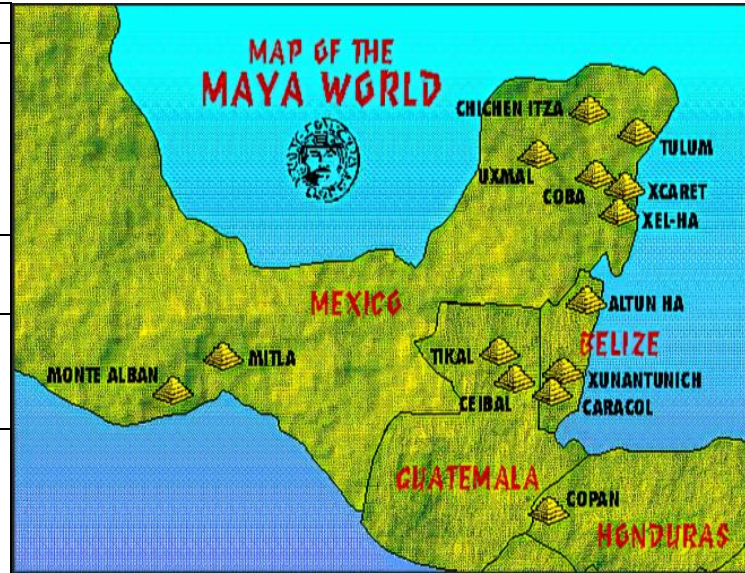 MAP OF THE
MAYA WORLD
CHICHEN ITZA
TULUM
UXMAL
COBA
XCARET
XEL-HA
MEXICO
ALTUN HA
BELIZE
TIKAL
MITLA
MONTE ALBAN
XUNANTUNICH
CEIBAL
CARACOL
GUATEMALA
COPAN
HONDURAS